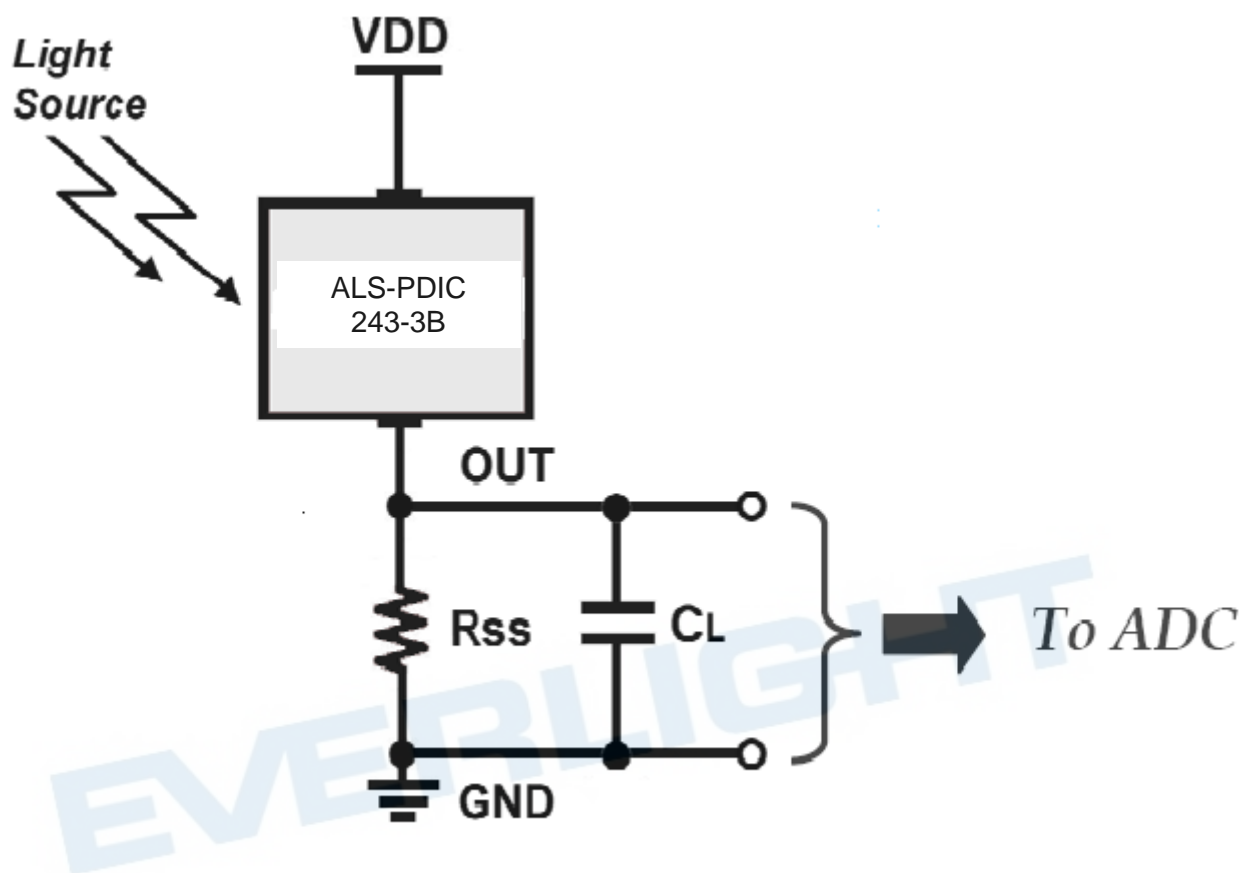 VDD
Light
Source
ALS-PDIC
243-3B
OUT
Rss
CL
To ADC
GND
EVERLIGHT